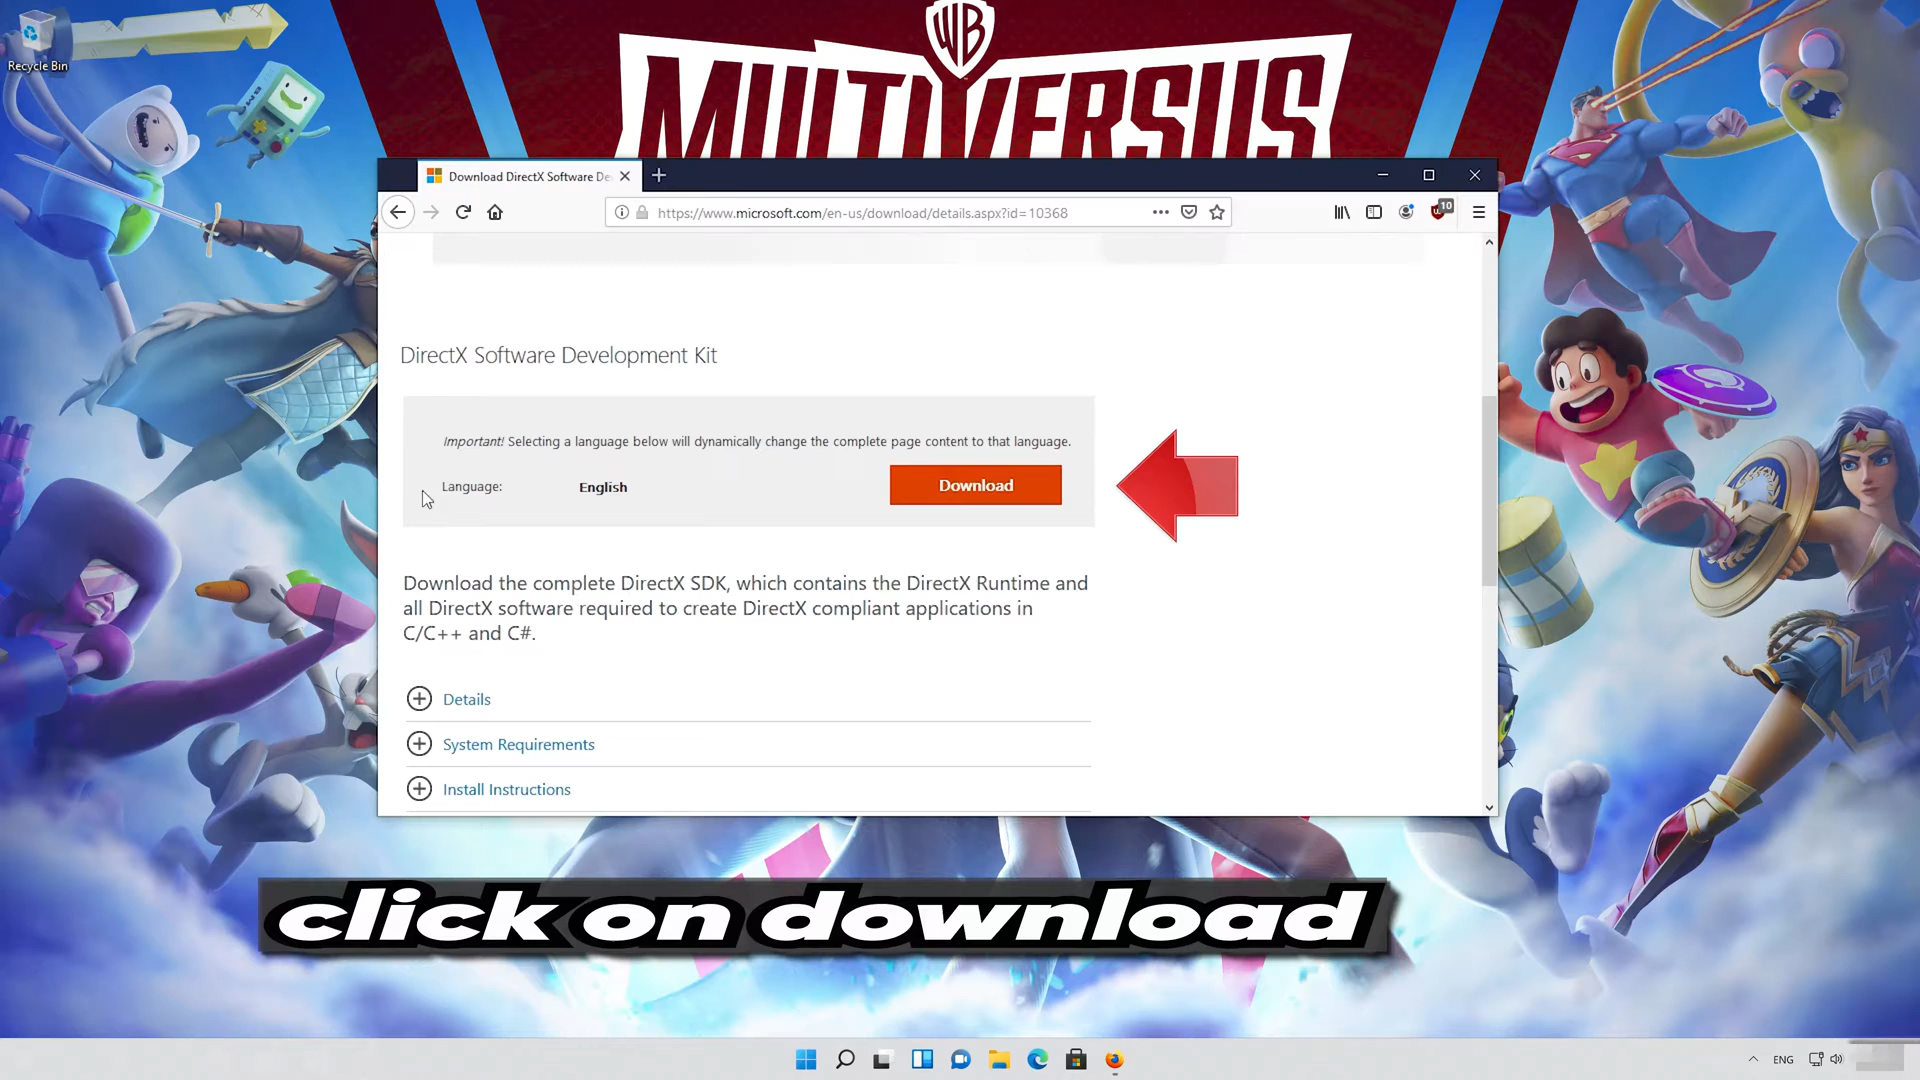 Recycle Bin
WB
MULTIVERSUS
Download DirectX Software De
https://www.microsoft.com/en-us/download/details.aspx?id=10368
10
DirectX Software Development Kit
Important! Selecting a language below will dynamically change the complete page content to that language.
Language:
English
Download
Download the complete DirectX SDK, which contains the DirectX Runtime and
all DirectX software required to create DirectX compliant applications in
C/C++ and C#.
Details
System Requirements
Install Instructions
click on download
ENG